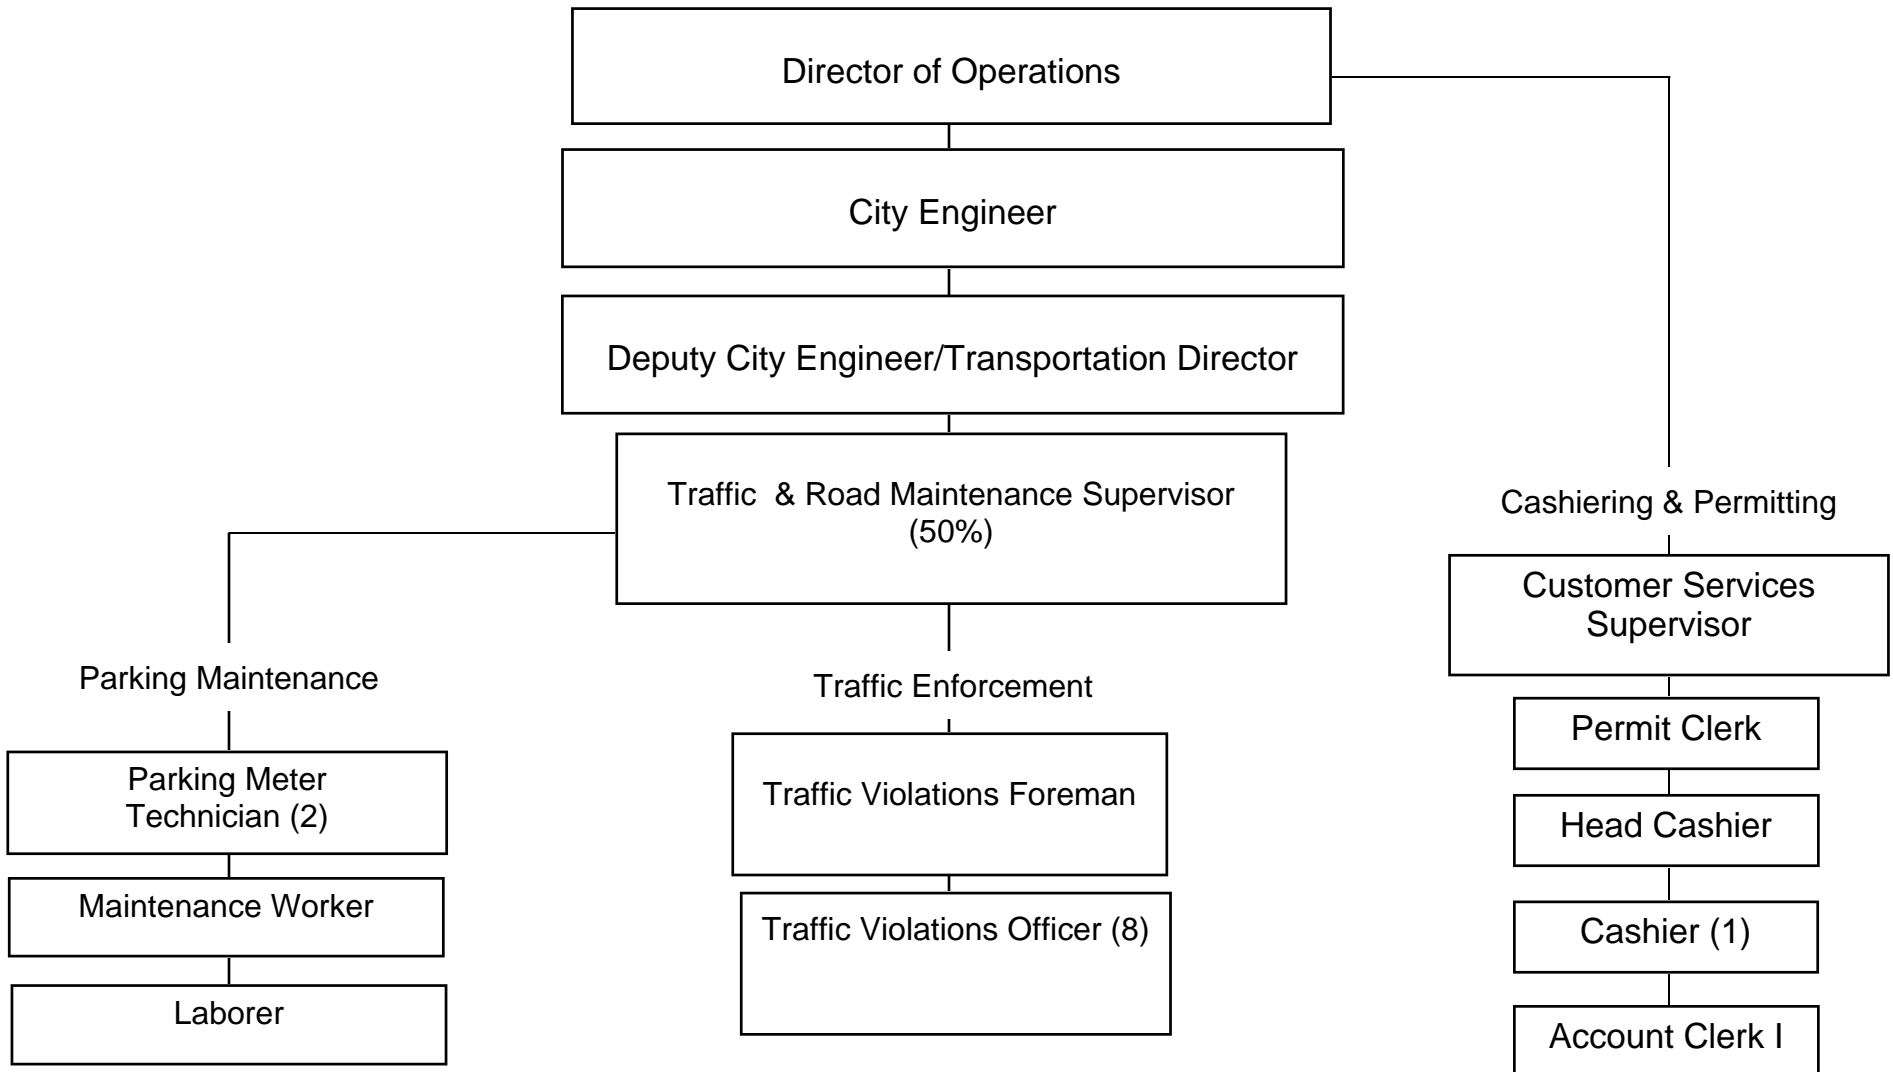 Director of Operations
City Engineer
Deputy City Engineer/Transportation Director
Traffic  & Road Maintenance Supervisor
(50%)
Parking Maintenance
Parking Meter
Technician (2)
Maintenance Worker
Laborer
Traffic Enforcement
Traffic Violations Foreman
Traffic Violations Officer (8)
Cashiering & Permitting
Customer Services
Supervisor
Permit Clerk
Head Cashier
Cashier (1)
Account Clerk I